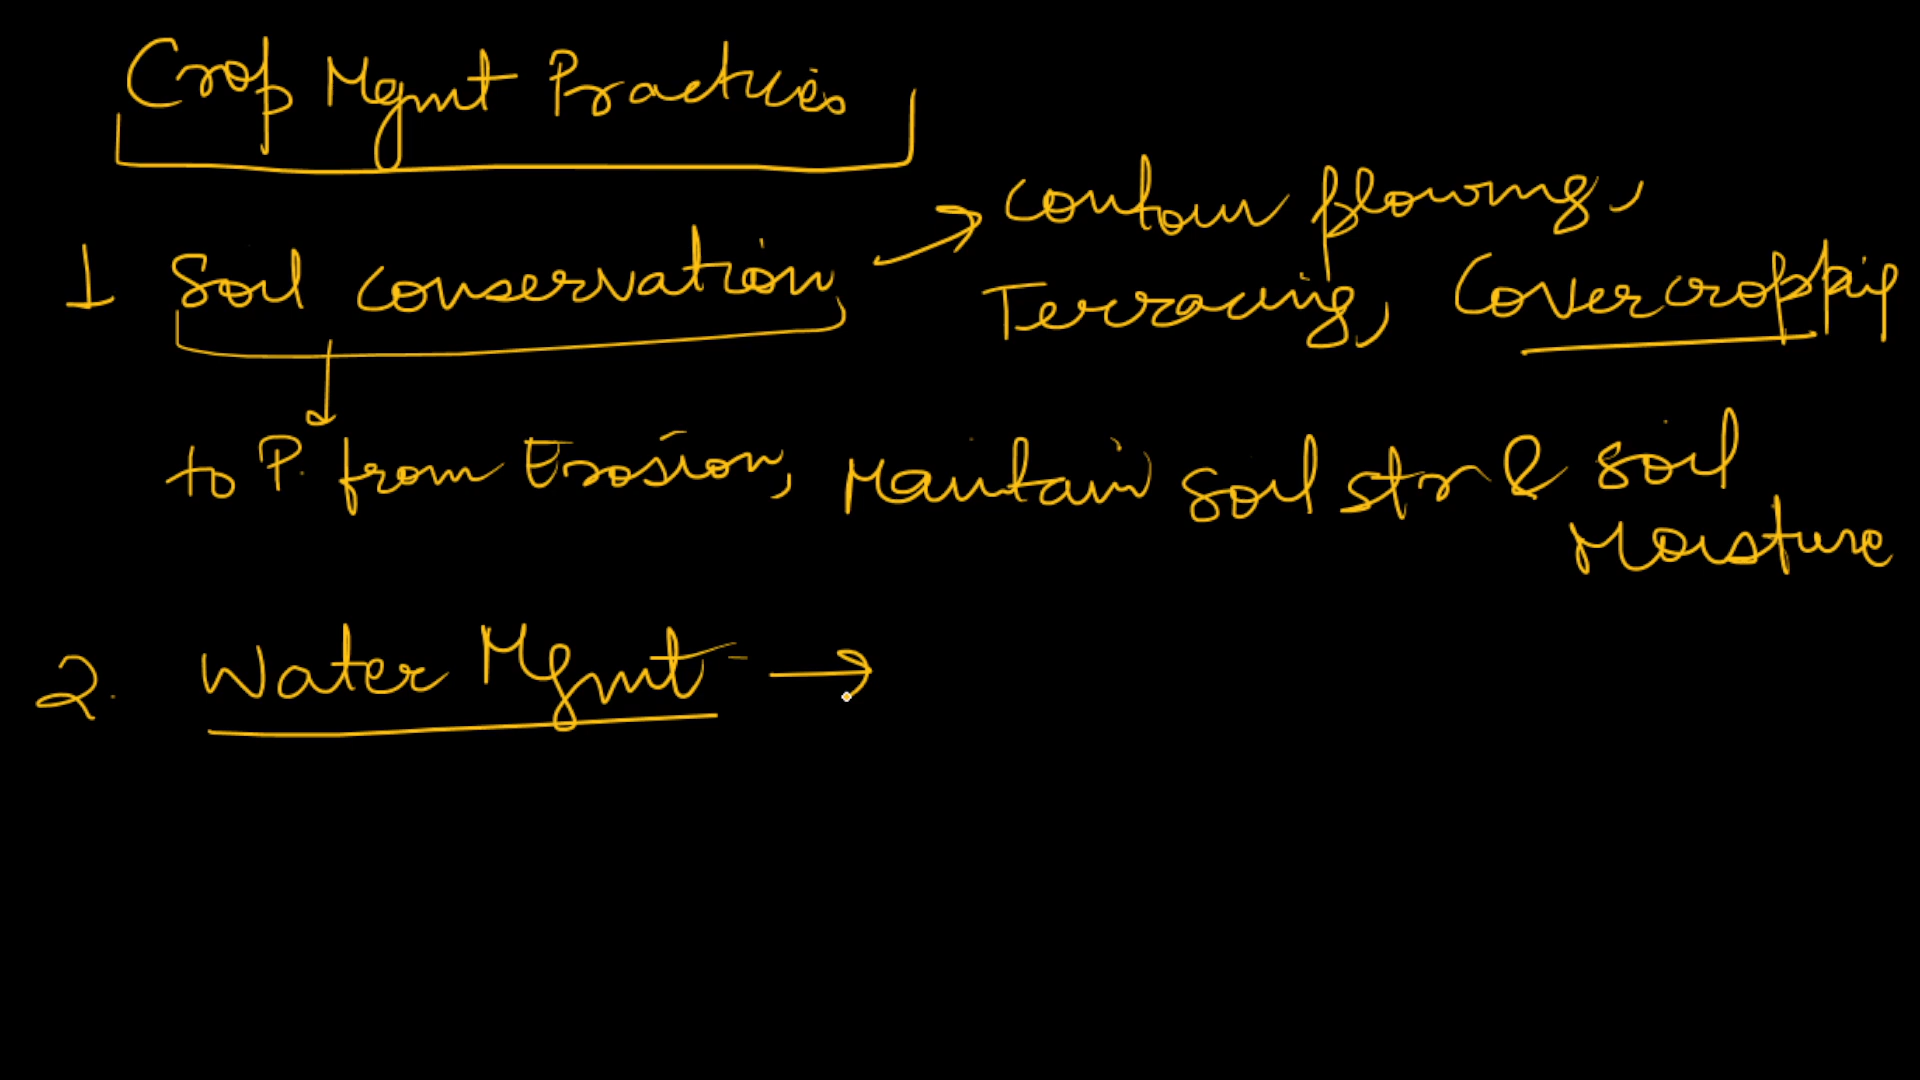 Crop Mgmt Practices
1 Soil conservation → contour plowing,
Terracing, Covercropping
to P. from Erosion, Maintain soil str & soil
Moisture
2. Water Mgmt →